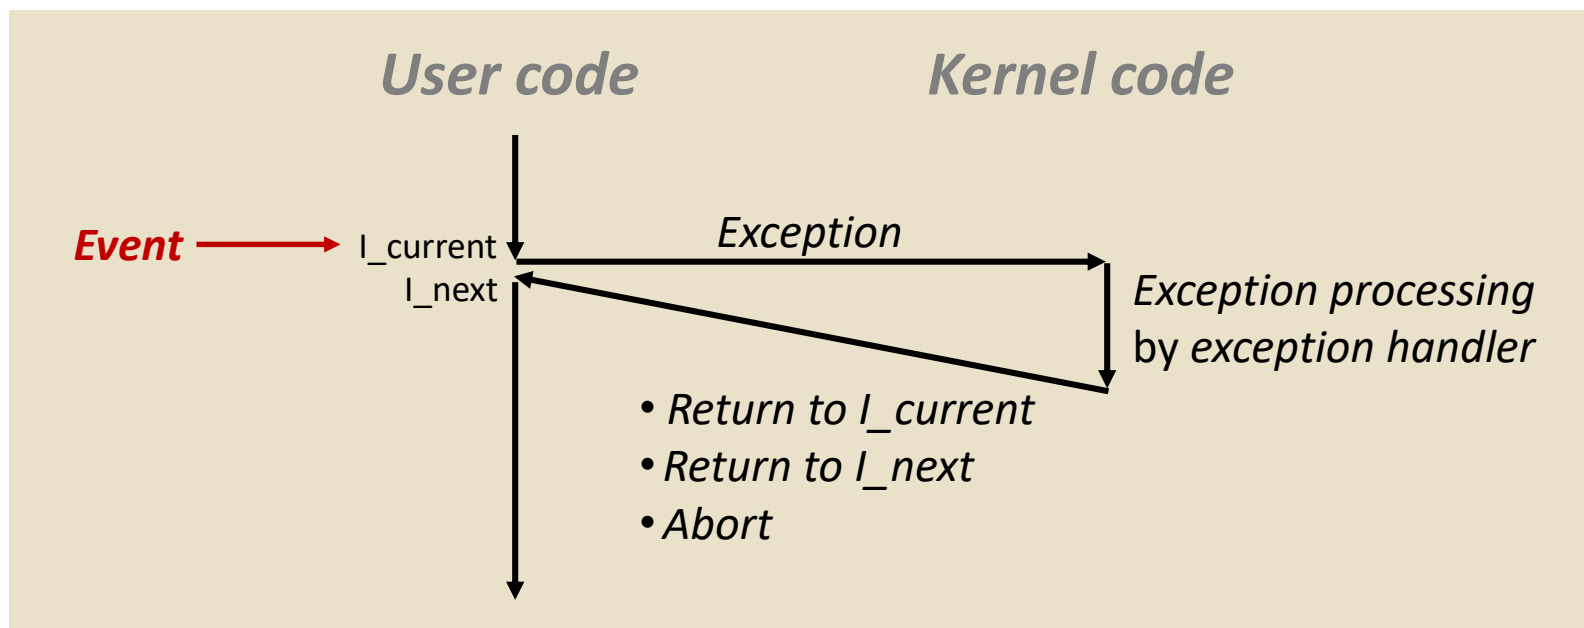 User code
Kernel code
Event
I_current
Exception
I_next
Exception processing
by exception handler
• Return to I_current
• Return to I_next
• Abort